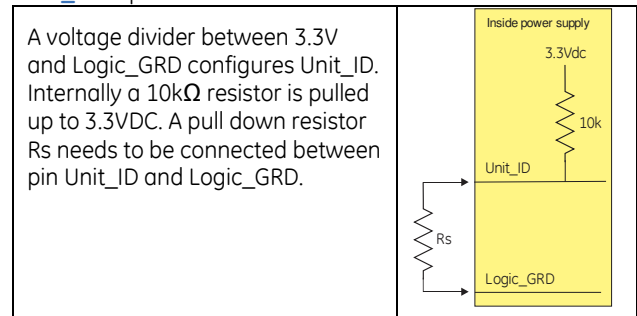 A voltage divider between 3.3V
and Logic_GRD configures Unit_ID.
Internally a 10kΩ resistor is pulled
up to 3.3VDC. A pull down resistor
Rs needs to be connected between
pin Unit_ID and Logic_GRD.
Inside power supply
3.3Vdc
10k
Unit_ID
Rs
Logic_GRD